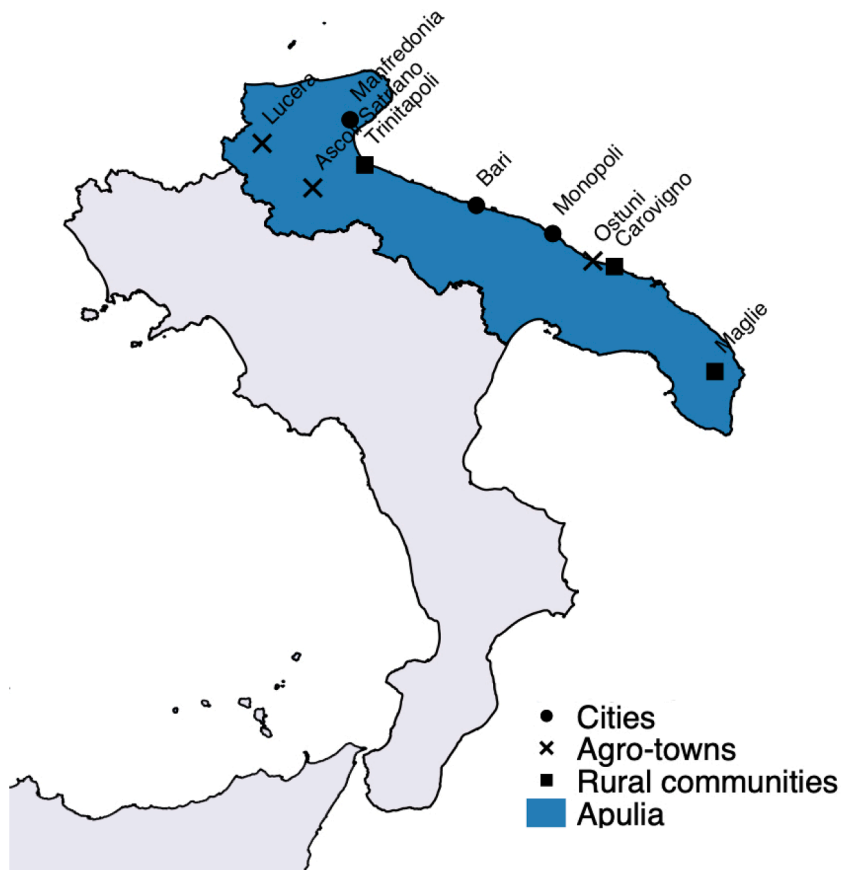 Manfredonia
Lucera
Ascoli Satriano
Trinitapoli
Bari
Monopoli
Ostuni
Carovigno
Maglie
Cities
Agro-towns
Rural communities
Apulia